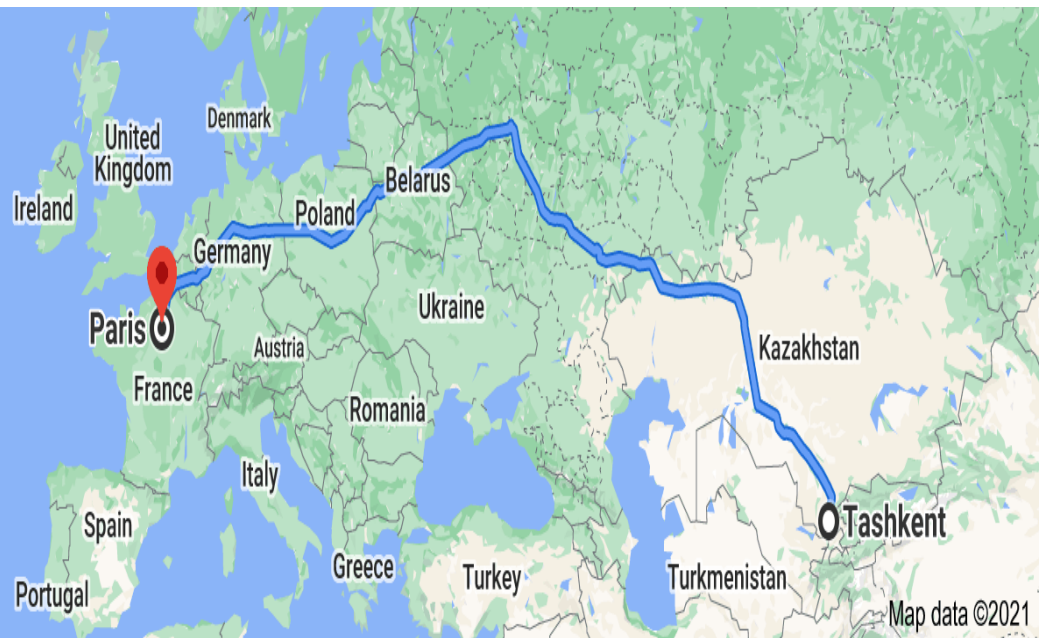 Denmark
United
Kingdom
Ireland
Belarus
Poland
Germany
Ukraine
Paris
Austria
Kazakhstan
France
Romania
Italy
Spain
Tashkent
Greece
Turkey
Turkmenistan
Portugal
Map data ©2021